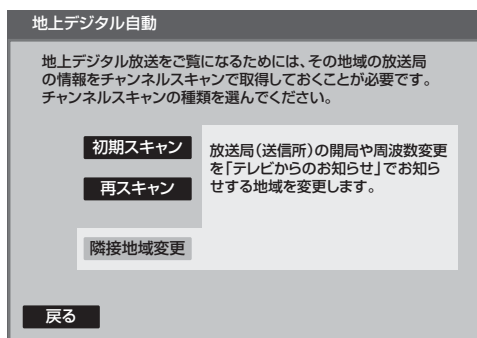 地上デジタル自動
地上デジタル放送をご覧になるためには、その地域の放送局
の情報をチャンネルスキャンで取得しておくことが必要です。
チャンネルスキャンの種類を選んでください。
初期スキャン
再スキャン
隣接地域変更
放送局(送信所)の開局や周波数変更
を「テレビからのお知らせ」でお知ら
せする地域を変更します。
戻る